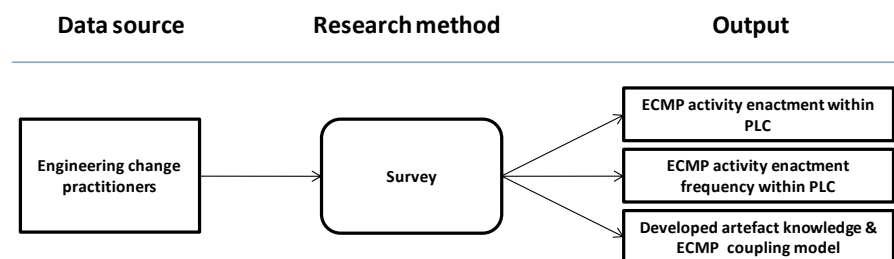 Data source
Research method
Output
Engineering change
practitioners
Survey
ECMP activity enactment within
PLC
ECMP activity enactment
frequency within PLC
Developed artefact knowledge &
ECMP coupling model